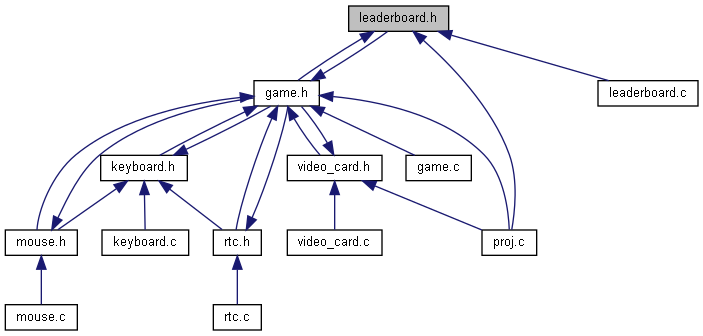 leaderboard.h
game.h
leaderboard.c
keyboard.h
video_card.h
game.c
mouse.h
keyboard.c
rtc.h
video_card.c
proj.c
mouse.c
rtc.c